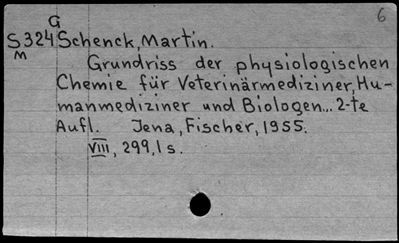 G
6
S324 Schenck, Martin.
M
Grundriss der physiologischen
Chemie für Veterinärmediziner, Hu-
manmediziner und Biologen... 2-te
Aufl. Jena, Fischer, 1955.
VIII, 299,1 s.